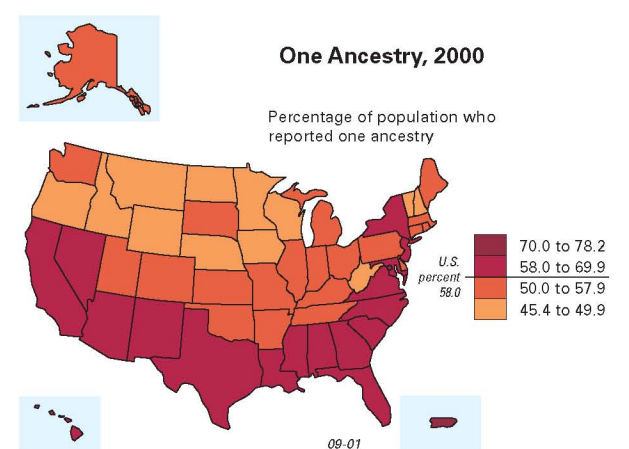 One Ancestry, 2000
Percentage of population who
reported one ancestry
70.0 to 78.2
U.S.
percent
58.0
58.0 to 69.9
50.0 to 57.9
45.4 to 49.9
09-01